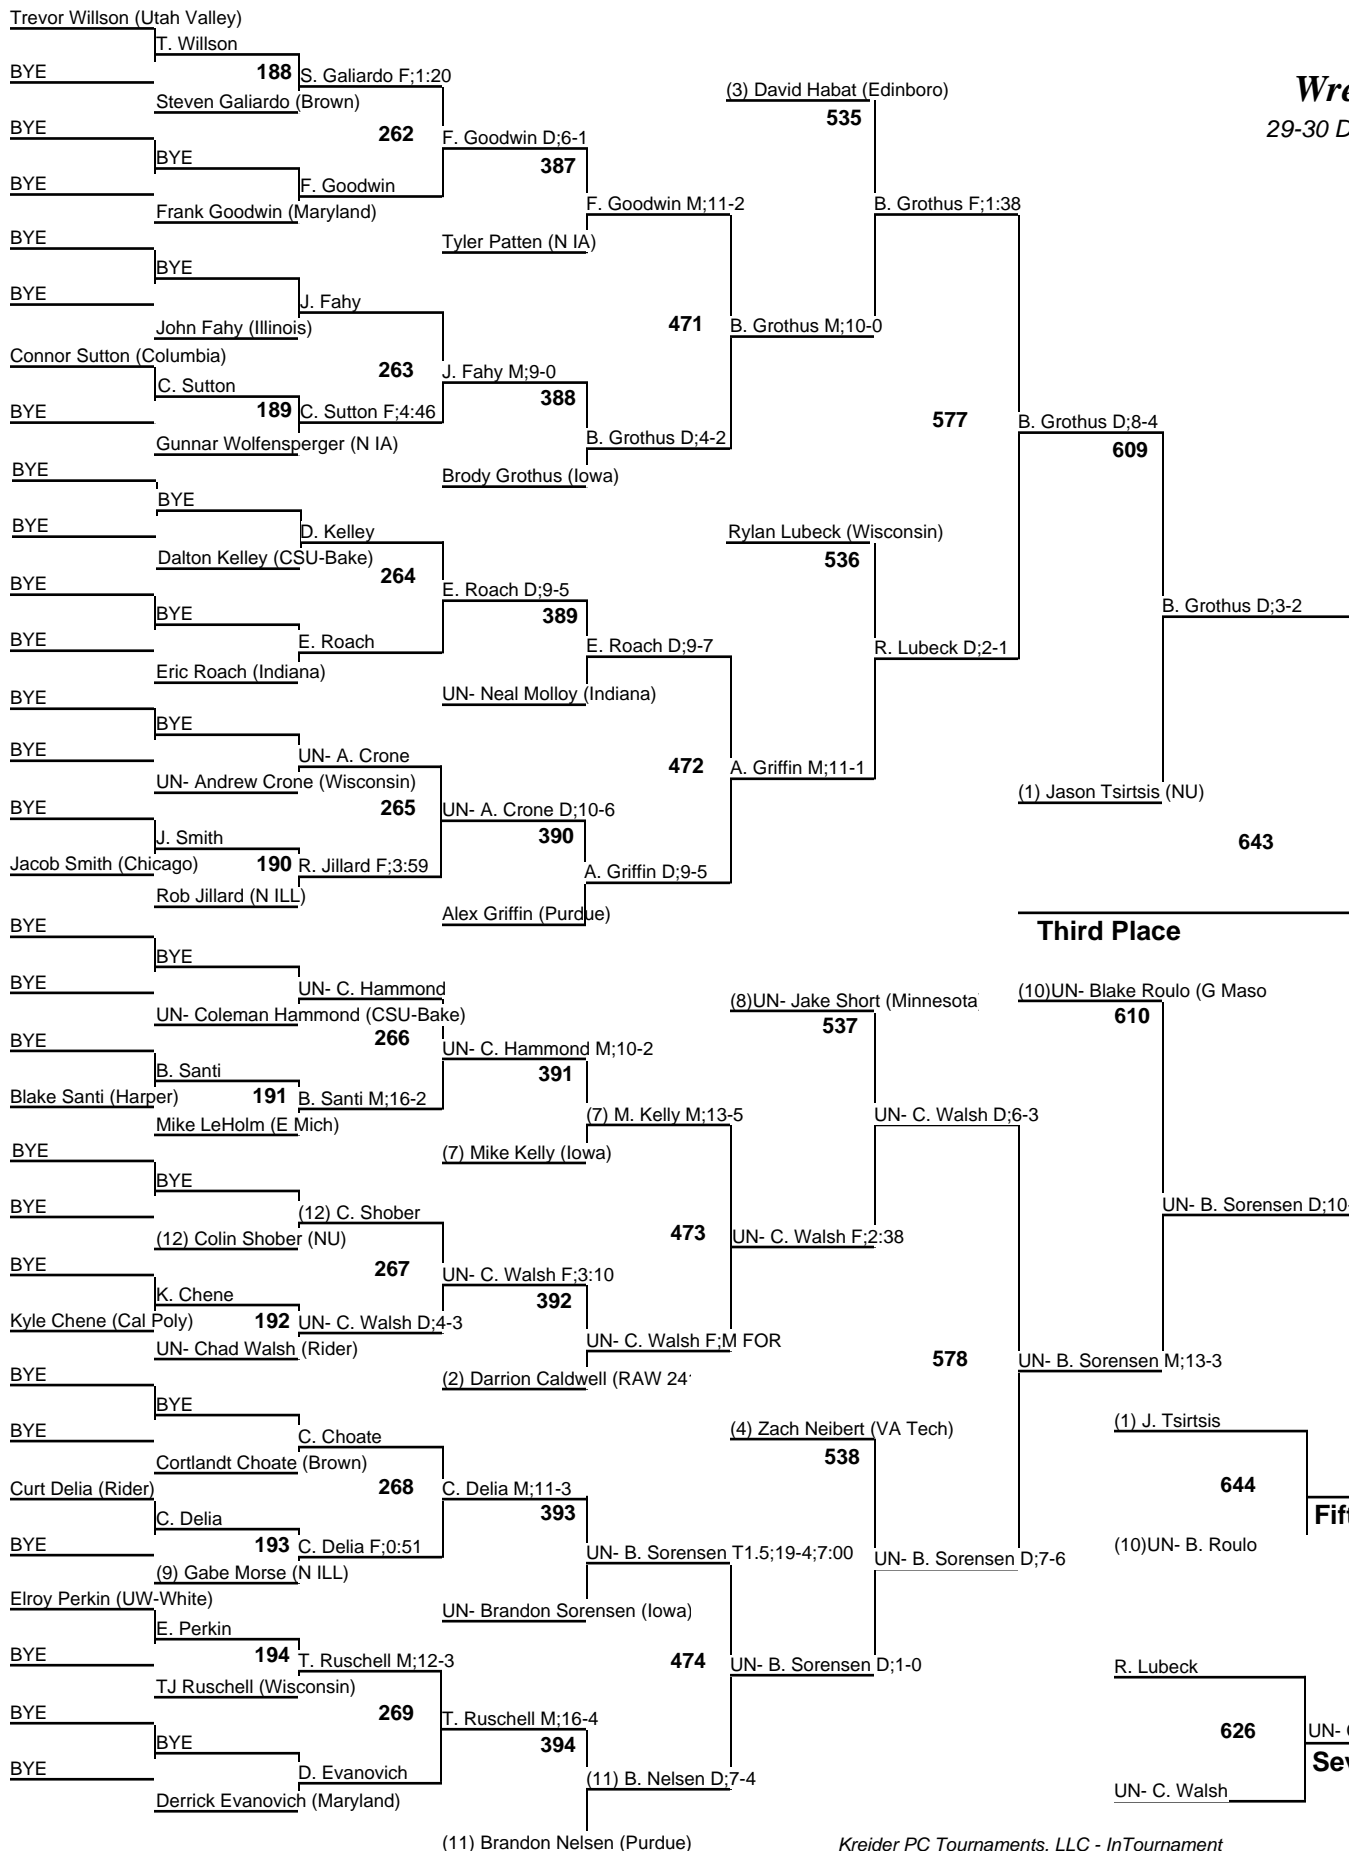 Trevor Willson (Utah Valley)
T. Willson
BYE
188
S. Galiardo F;1:20
Steven Galiardo (Brown)
BYE
262
F. Goodwin D;6-1
BYE
387
BYE
F. Goodwin
Frank Goodwin (Maryland)
F. Goodwin M;11-2
BYE
Tyler Patten (N IA)
BYE
BYE
J. Fahy
John Fahy (Illinois)
471
B. Grothus M;10-0
Connor Sutton (Columbia)
263
J. Fahy M;9-0
C. Sutton
388
BYE
189
C. Sutton F;4:46
Gunnar Wolfensperger (N IA)
B. Grothus D;4-2
BYE
Brody Grothus (Iowa)
BYE
BYE
D. Kelley
Dalton Kelley (CSU-Bake)
264
BYE
E. Roach D;9-5
BYE
389
BYE
E. Roach
E. Roach D;9-7
Eric Roach (Indiana)
UN- Neal Molloy (Indiana)
BYE
BYE
BYE
UN- A. Crone
472
A. Griffin M;11-1
UN- Andrew Crone (Wisconsin)
265
BYE
UN- A. Crone D;10-6
J. Smith
390
Jacob Smith (Chicago)
190
R. Jillard F;3:59
A. Griffin D;9-5
Rob Jillard (N ILL)
Alex Griffin (Purdue)
BYE
BYE
BYE
UN- C. Hammond
UN- Coleman Hammond (CSU-Bake)
266
BYE
UN- C. Hammond M;10-2
B. Santi
391
Blake Santi (Harper)
191
B. Santi M;16-2
Mike LeHolm (E Mich)
(7) M. Kelly M;13-5
BYE
(7) Mike Kelly (Iowa)
BYE
BYE
(12) C. Shober
(12) Colin Shober (NU)
473
UN- C. Walsh F;2:38
BYE
267
UN- C. Walsh F;3:10
K. Chene
392
Kyle Chene (Cal Poly)
192
UN- C. Walsh D;4-3
UN- Chad Walsh (Rider)
UN- C. Walsh F;M FOR
BYE
(2) Darrion Caldwell (RAW 24
BYE
BYE
C. Choate
Cortlandt Choate (Brown)
268
Curt Delia (Rider)
C. Delia M;11-3
C. Delia
393
BYE
193
C. Delia F;0:51
(9) Gabe Morse (N ILL)
UN- B. Sorensen T1.5;19-4;7:00
Elroy Perkin (UW-White)
UN- Brandon Sorensen (Iowa)
E. Perkin
BYE
194
T. Ruschell M;12-3
474
UN- B. Sorensen D;1-0
TJ Ruschell (Wisconsin)
BYE
269
T. Ruschell M;16-4
BYE
394
BYE
D. Evanovich
(11) B. Nelsen D;7-4
Derrick Evanovich (Maryland)
(11) Brandon Nelsen (Purdue)
(3) David Habat (Edinboro)
535
B. Grothus F;1:38
577
B. Grothus D;8-4
609
Rylan Lubeck (Wisconsin)
536
R. Lubeck D;2-1
B. Grothus D;3-2
(1) Jason Tsirtsis (NU)
643
Third Place
(8)UN- Jake Short (Minnesota
537
UN- C. Walsh D;6-3
(10)UN- Blake Roulo (G Maso
610
UN- B. Sorensen D;10-
578
UN- B. Sorensen M;13-3
(4) Zach Neibert (VA Tech)
538
UN- B. Sorensen D;7-6
(1) J. Tsirtsis
644
Fif
(10)UN- B. Roulo
R. Lubeck
626
UN-
Sev
UN- C. Walsh
Wre
29-30 D
Kreider PC Tournaments, LLC - InTournament